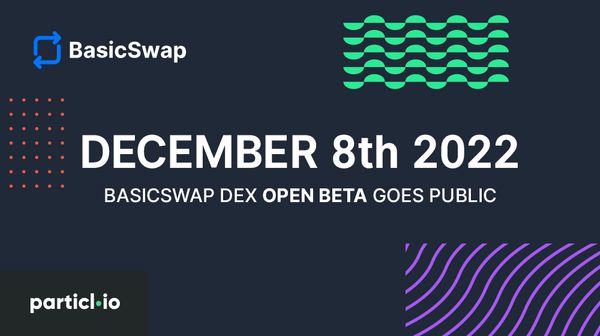 BasicSwap
DECEMBER 8th 2022
BASICSWAP DEX OPEN BETA GOES PUBLIC
particl.io